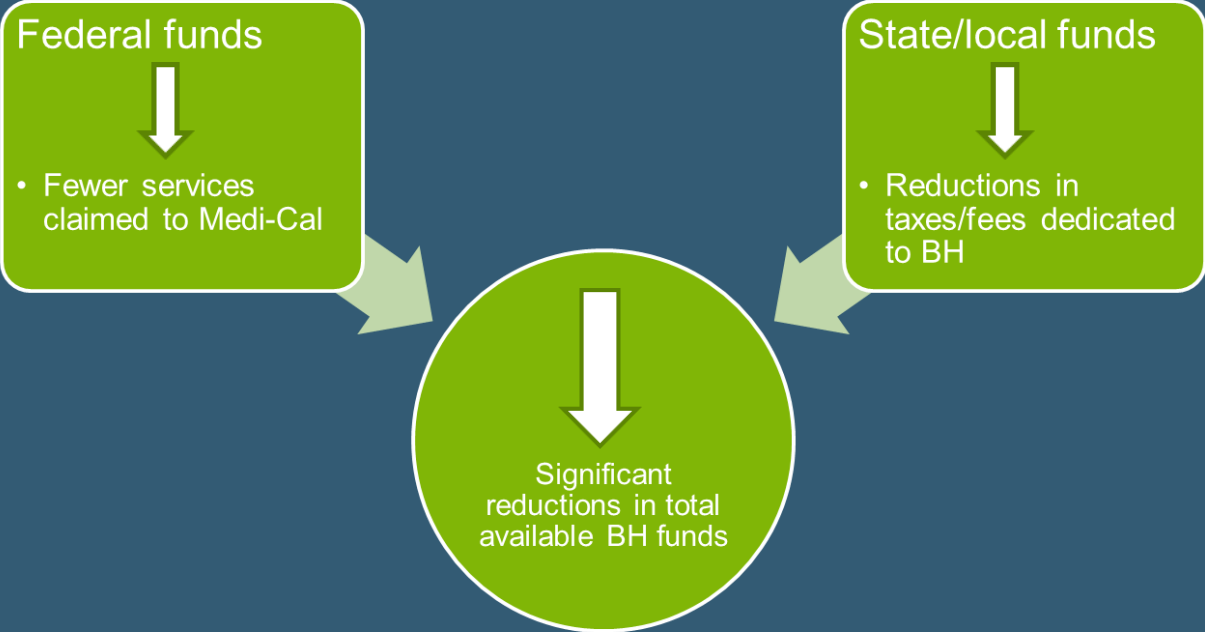 Federal funds
• Fewer services
claimed to Medi-Cal
State/local funds
• Reductions in
taxes/fees dedicated
to BH
Significant
reductions in total
available BH funds